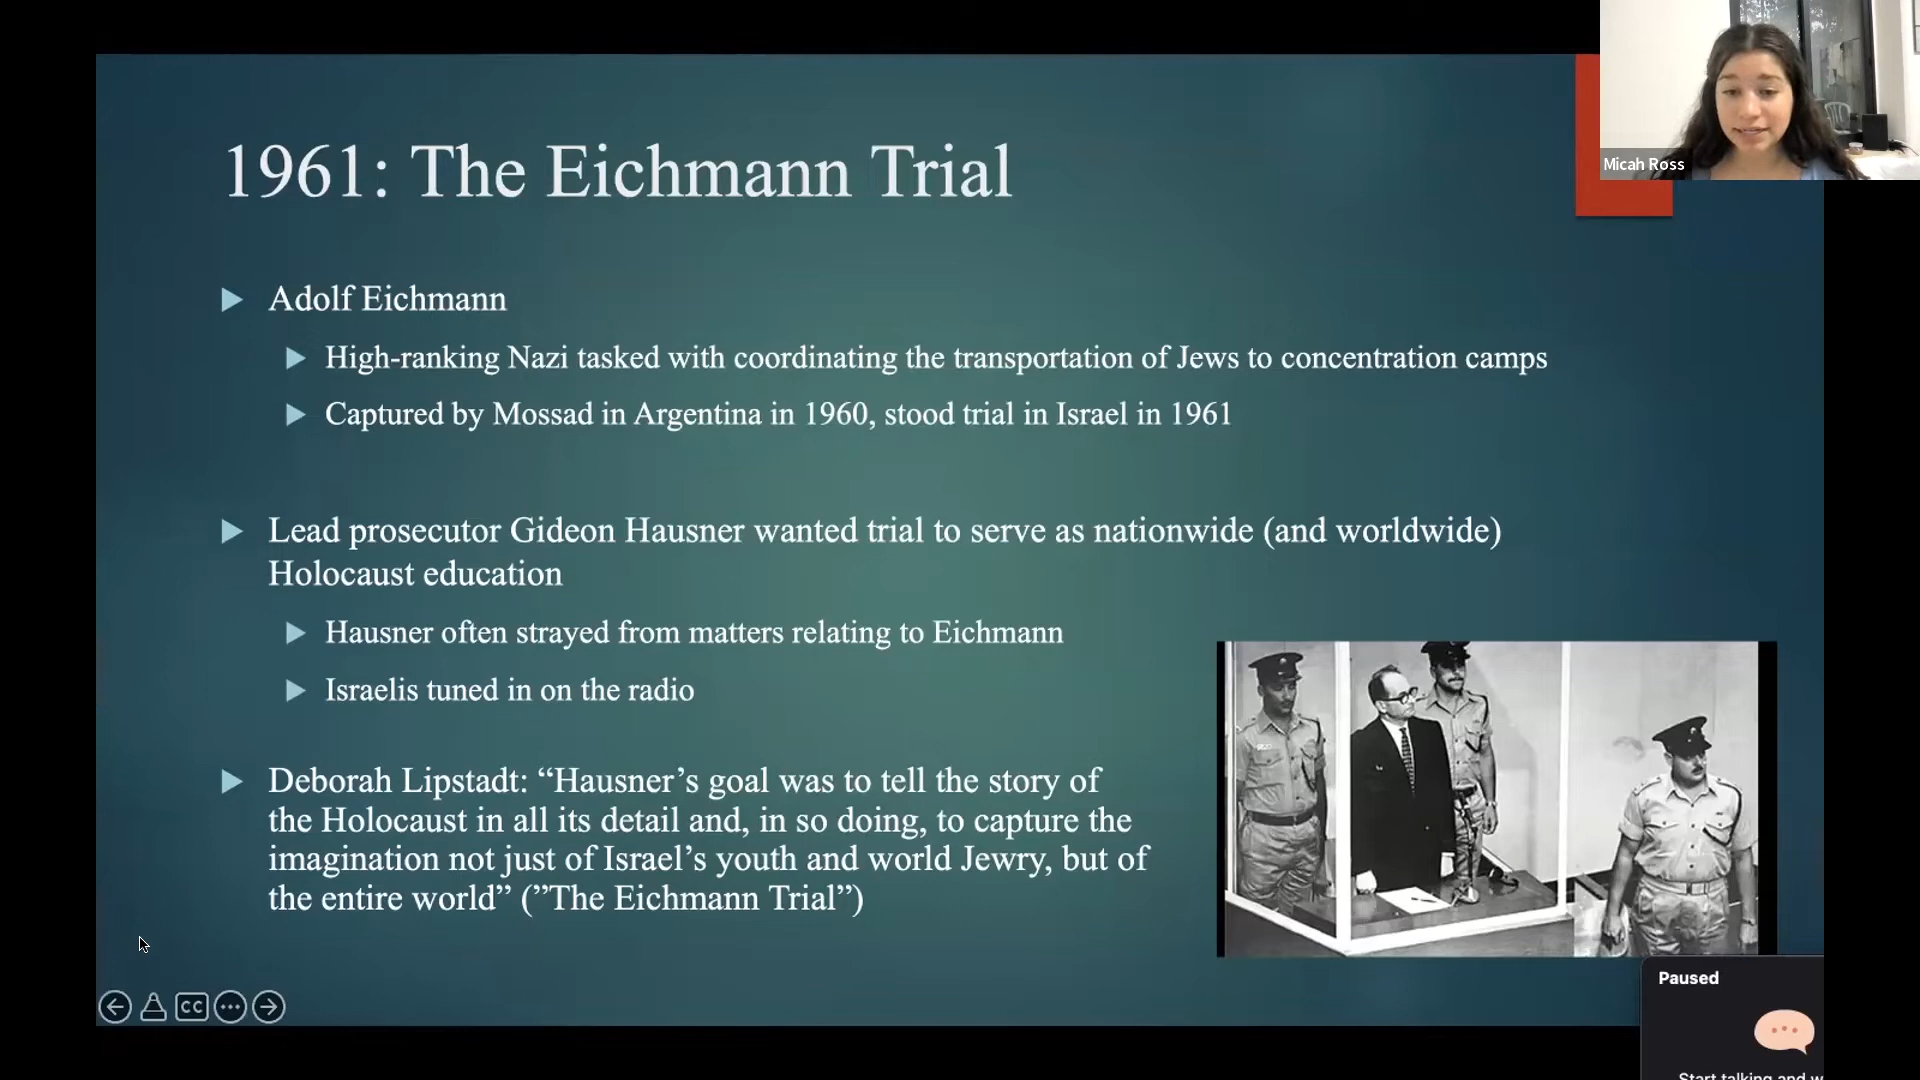 Micah Ross
1961: The Eichmann Trial
Adolf Eichmann
High-ranking Nazi tasked with coordinating the transportation of Jews to concentration camps
Captured by Mossad in Argentina in 1960, stood trial in Israel in 1961
Lead prosecutor Gideon Hausner wanted trial to serve as nationwide (and worldwide)
Holocaust education
Hausner often strayed from matters relating to Eichmann
Israelis tuned in on the radio
Deborah Lipstadt: “Hausner’s goal was to tell the story of
the Holocaust in all its detail and, in so doing, to capture the
imagination not just of Israel’s youth and world Jewry, but of
the entire world” (”The Eichmann Trial”)
CC
Paused
Start talking and w